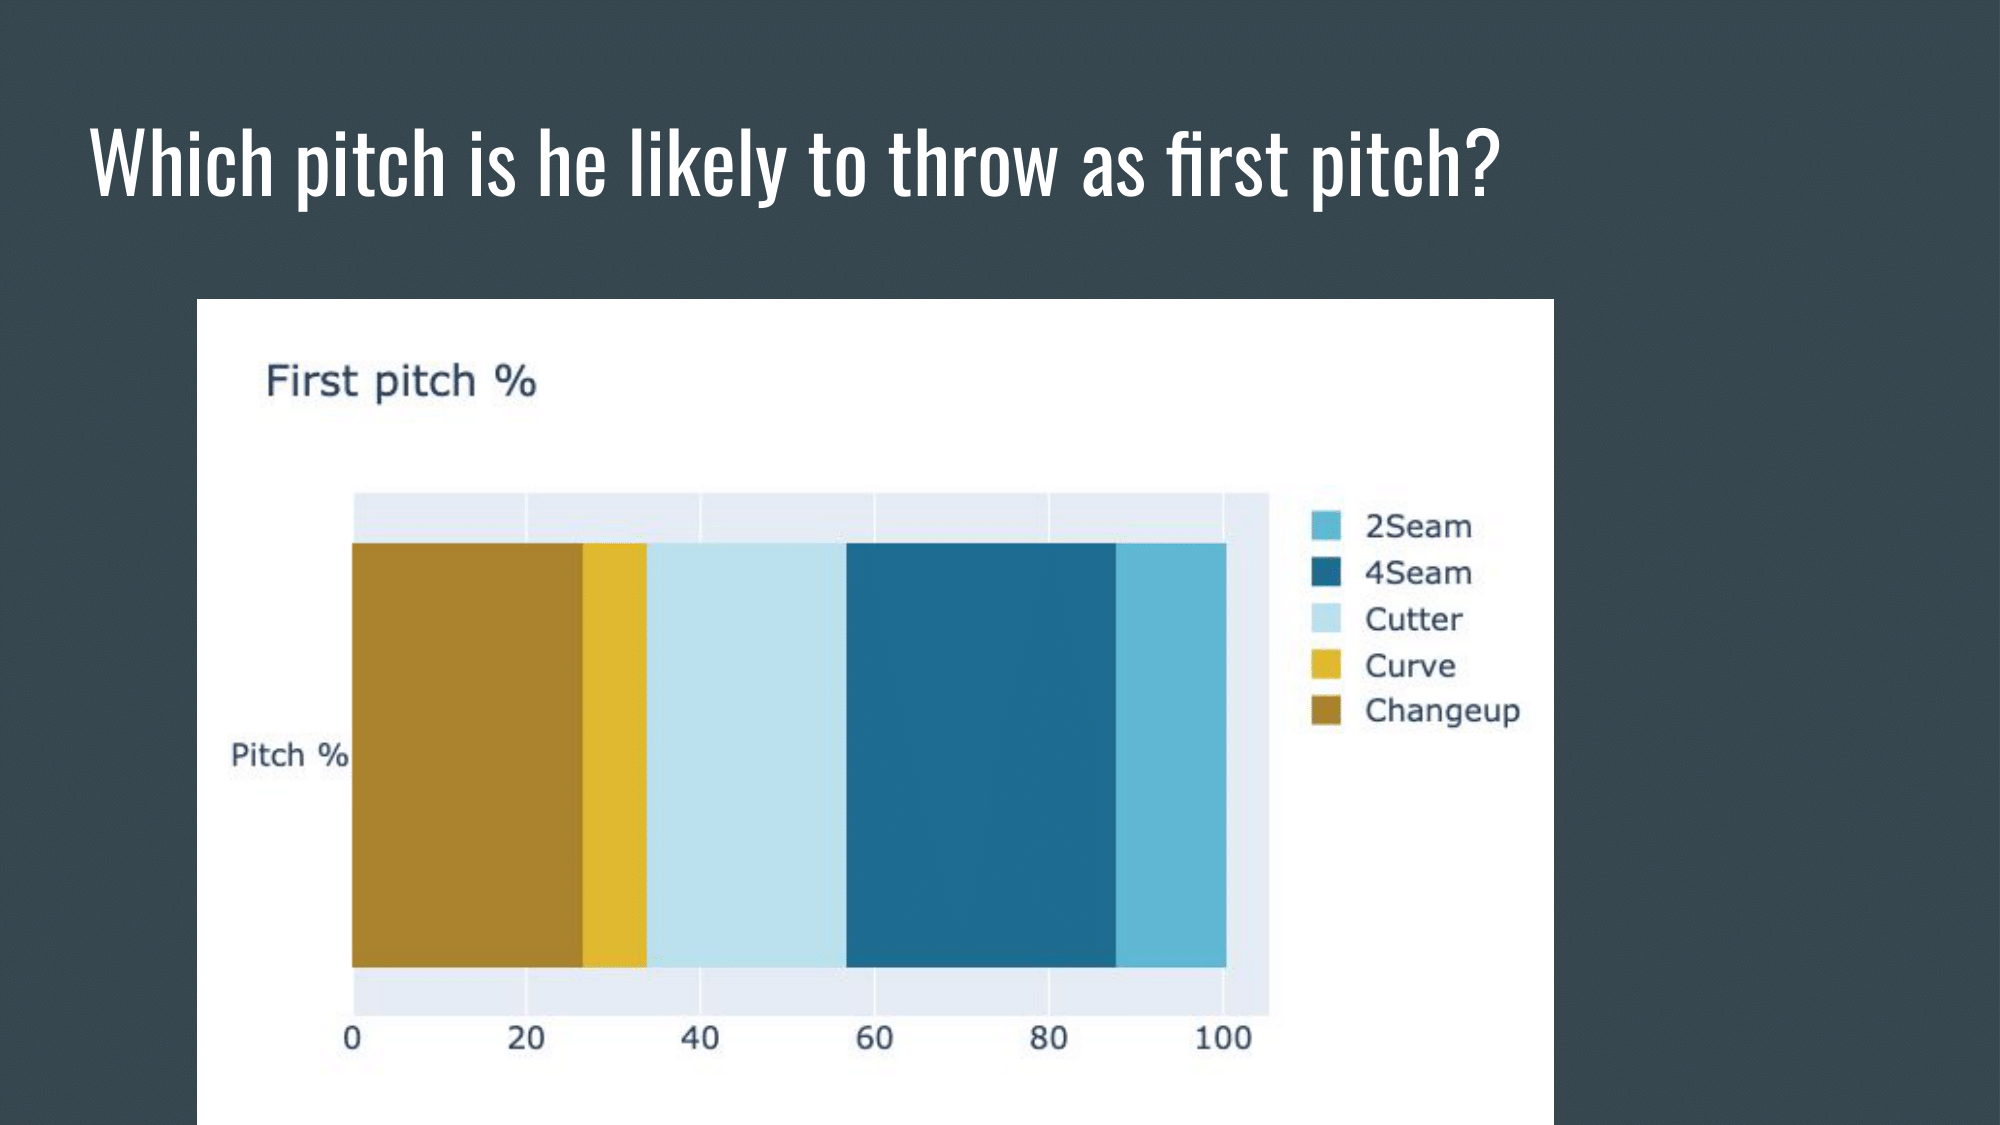 Which pitch is he likely to throw as first pitch?
First pitch %
2Seam
4Seam
Cutter
Curve
Changeup
Pitch %
0 20 40 60 80 100